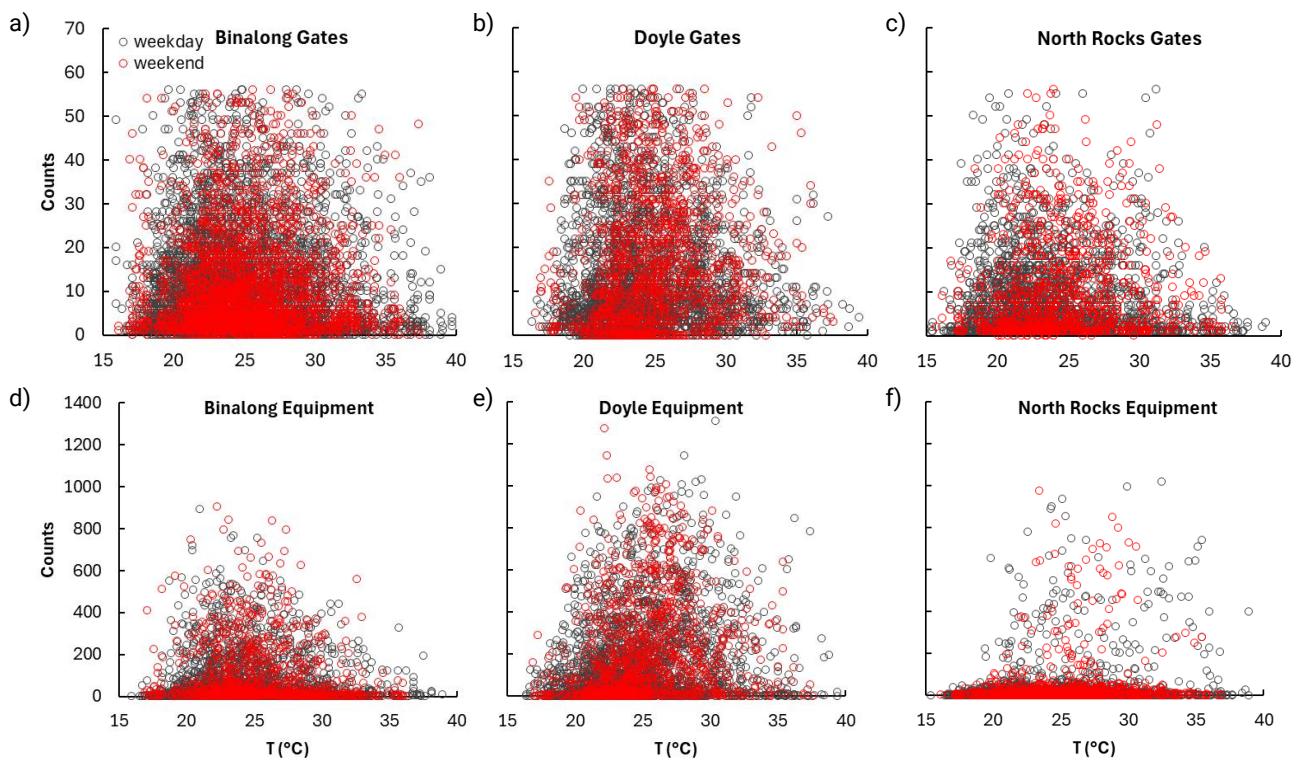 a) Binalong Gates
weekday
weekend
b) Doyle Gates
c) North Rocks Gates
Counts
70
60
50
40
30
20
10
0
15 20 25 30 35 40
15 20 25 30 35 40
15 20 25 30 35 40
d) Binalong Equipment
e) Doyle Equipment
f) North Rocks Equipment
Counts
1400
1200
1000
800
600
400
200
0
15 20 25 30 35 40
15 20 25 30 35 40
15 20 25 30 35 40
T (°C)
T (°C)
T (°C)